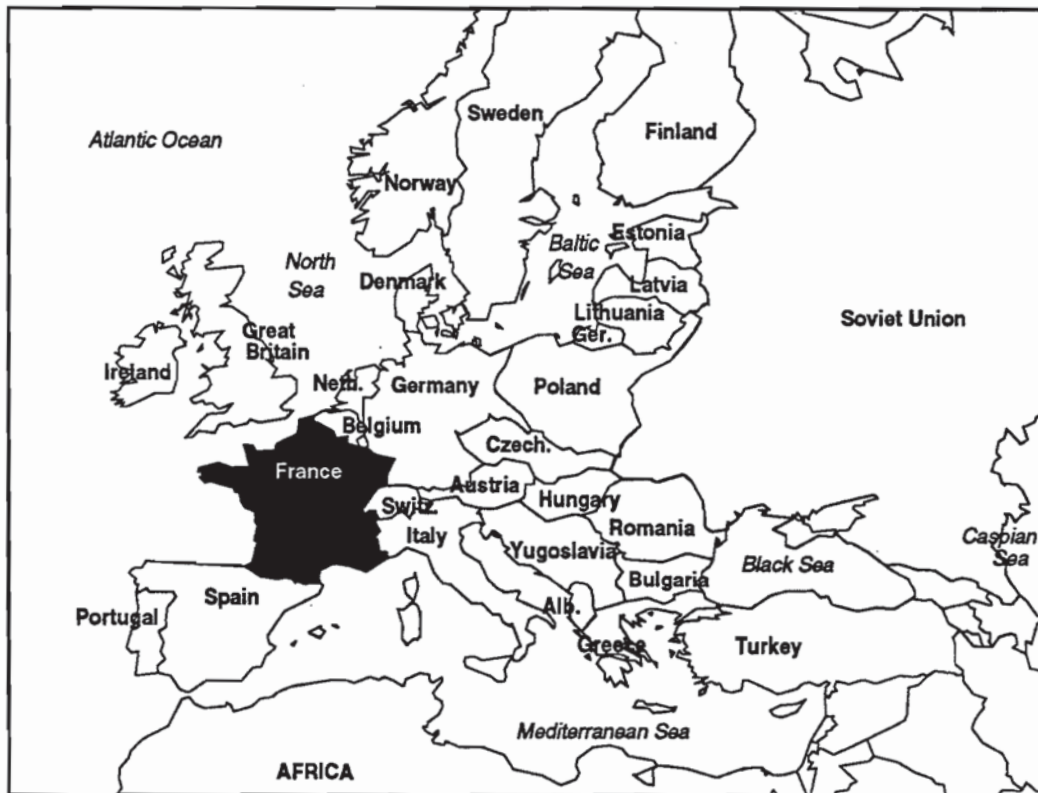 Sweden
Finland
Atlantic Ocean
Norway
Estonia
Baltic
Sea
North
Sea
Denmark
Latvia
Lithuania
Ger.
Soviet Union
Great
Britain
Ireland
Neth.
Germany
Poland
Belgium
Czech.
France
Austria
Switz.
Hungary
Italy
Romania
Caspian
Sea
Yugoslavia
Black Sea
Bulgaria
Spain
Portugal
Alb.
Greece
Turkey
Mediterranean Sea
AFRICA